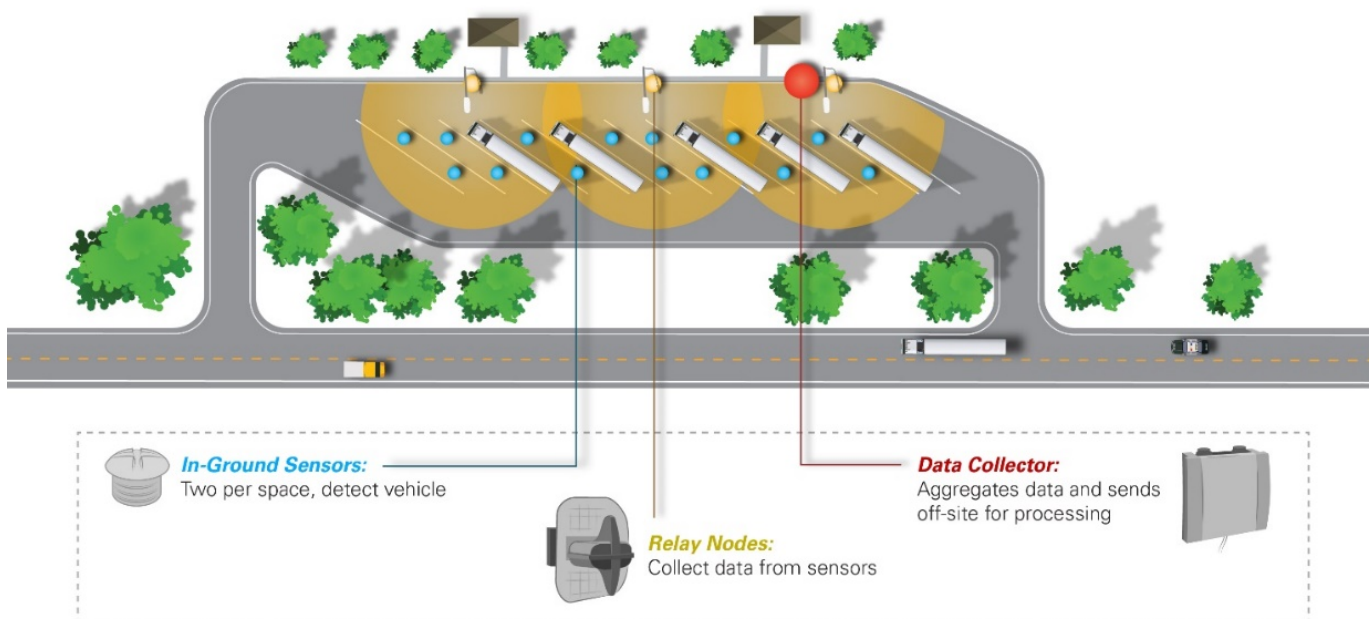 In-Ground Sensors:
Two per space, detect vehicle
Relay Nodes:
Collect data from sensors
Data Collector:
Aggregates data and sends
off-site for processing